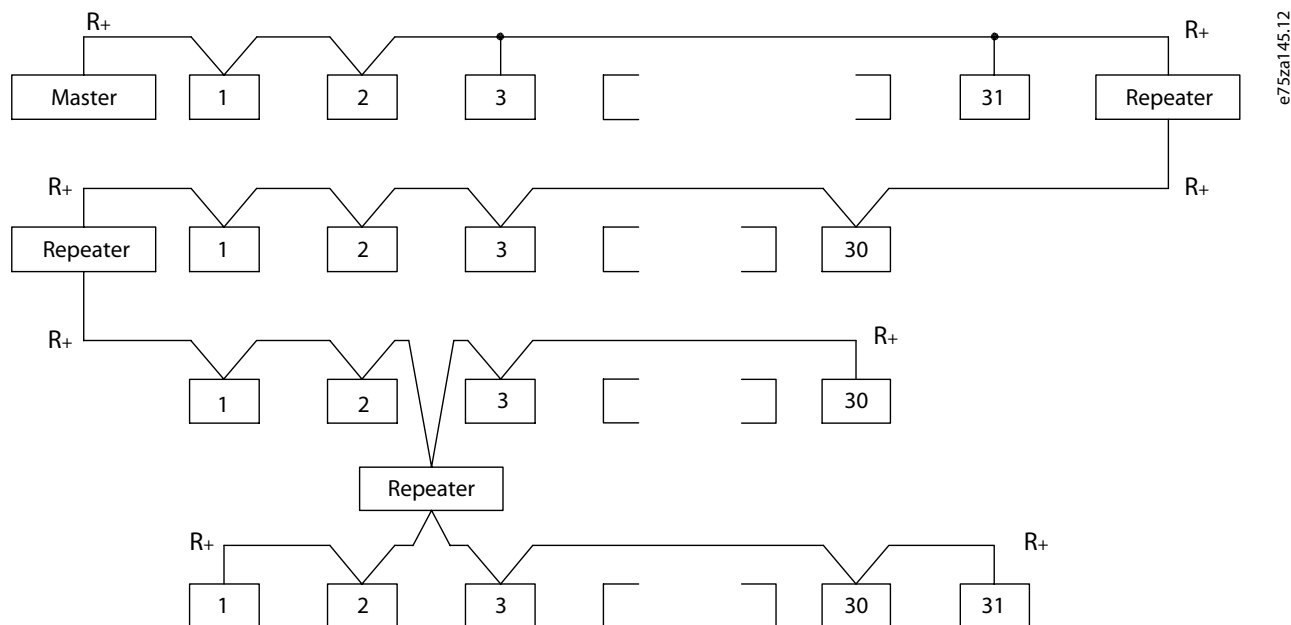 R+ R+
Master 1 2 3 31 Repeater
e75za145.12
R+ R+
Repeater 1 2 3 30
R+ R+
1 2 3 30
Repeater
R+ R+
1 2 3 30 31